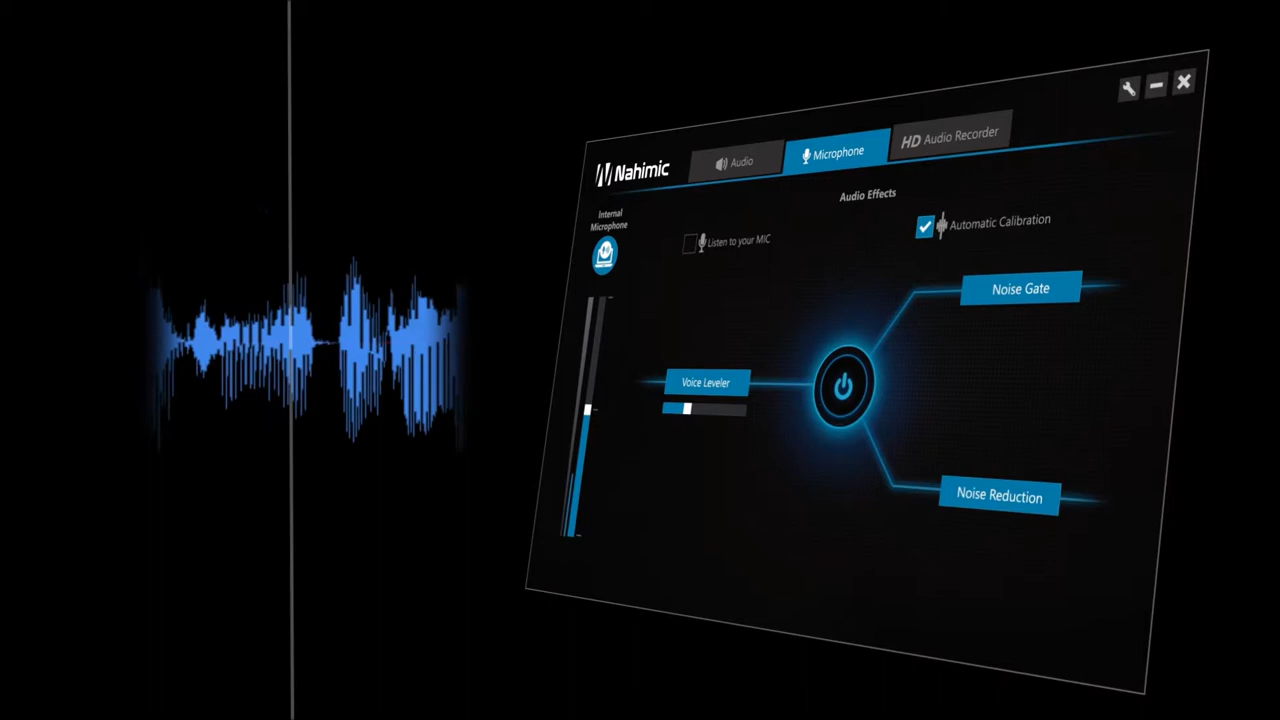 Nahimic
Audio
Microphone
HD Audio Recorder
Audio Effects
Internal
Microphone
Listen to your MIC
Automatic Calibration
Noise Gate
Voice Leveler
Noise Reduction